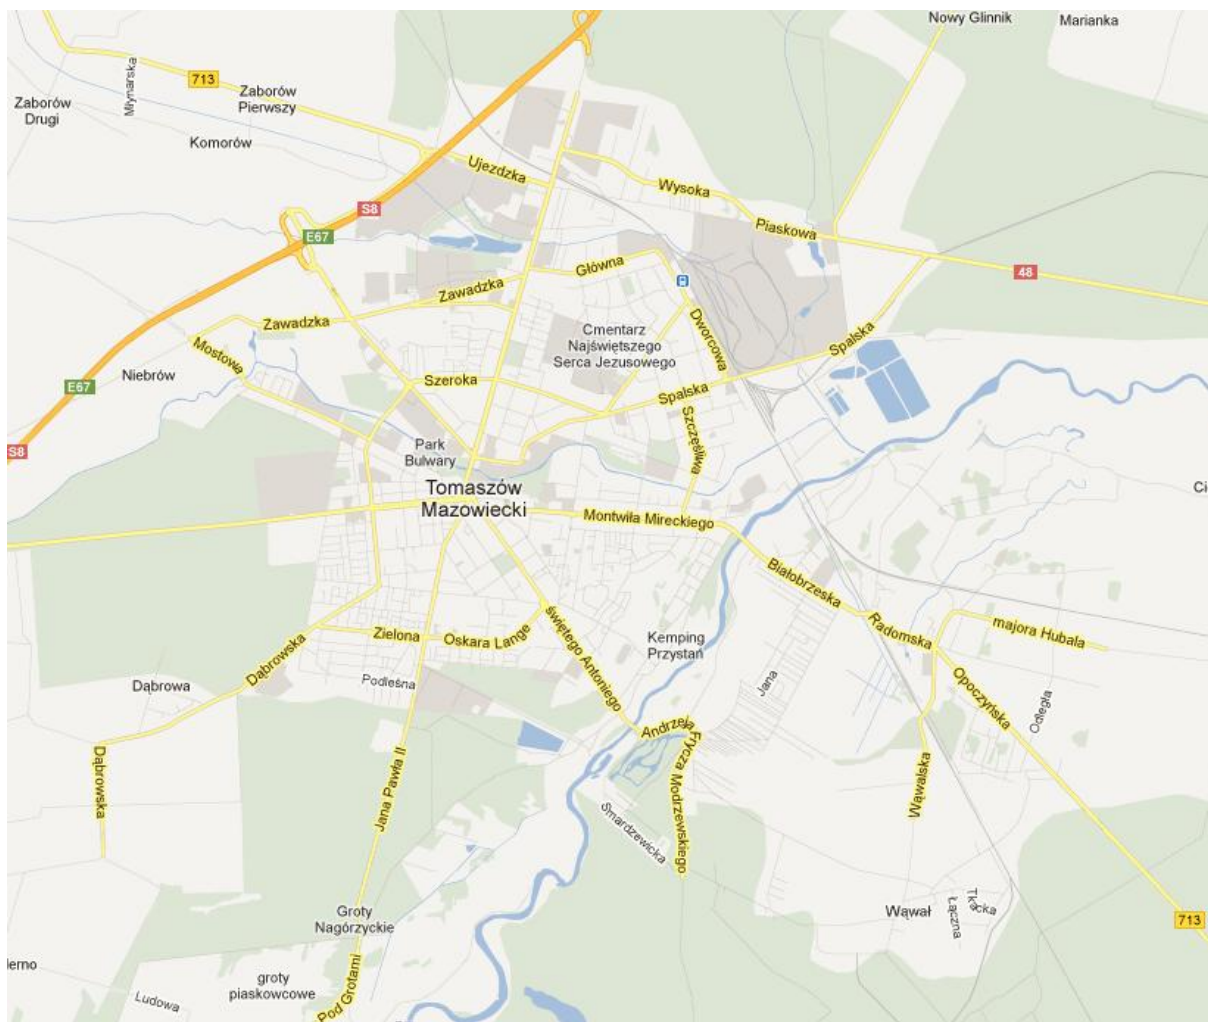 Nowy Glinnik
Marianka
713
Młynarska
Zaborów
Pierwszy
Zaborów
Drugi
Komorów
Ujezdzka
Wysoka
S8
E67
Piaskowa
48
Główna
Zawadzka
Zawadzka
Dworcowa
Cmentarz
Najświętszego
Serca Jezusowego
Spalska
Mostowa
Niebrów
E67
Szeroka
Spalska
Szczęśliwa
S8
Park
Bulwary
Tomaszów
Mazowiecki
Montwiła Mireckiego
Białobrzeska
Radomska
majora Hubala
Zielona
Oskara Lange
świętego Antoniego
Kemping
Przystań
Dąbrowska
Podleśna
Jana
Opoczyńska
Odległa
Dąbrowa
Andrzeja Frycza Modrzewskiego
Dąbrowska
Jana Pawła II
Wąwalska
Smardzewicka
Wąwał
Tkacka
Łączna
713
Groty
Nagórzyckie
lerno
groty
piaskowcowe
Ludowa
Pod Grotami